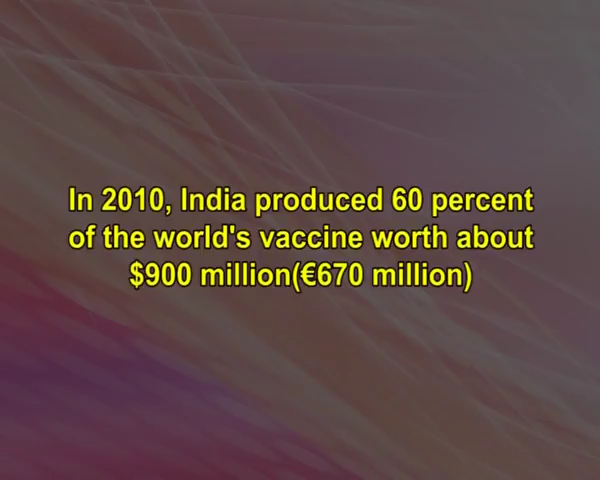 In 2010, India produced 60 percent
of the world's vaccine worth about
$900 million(€670 million)